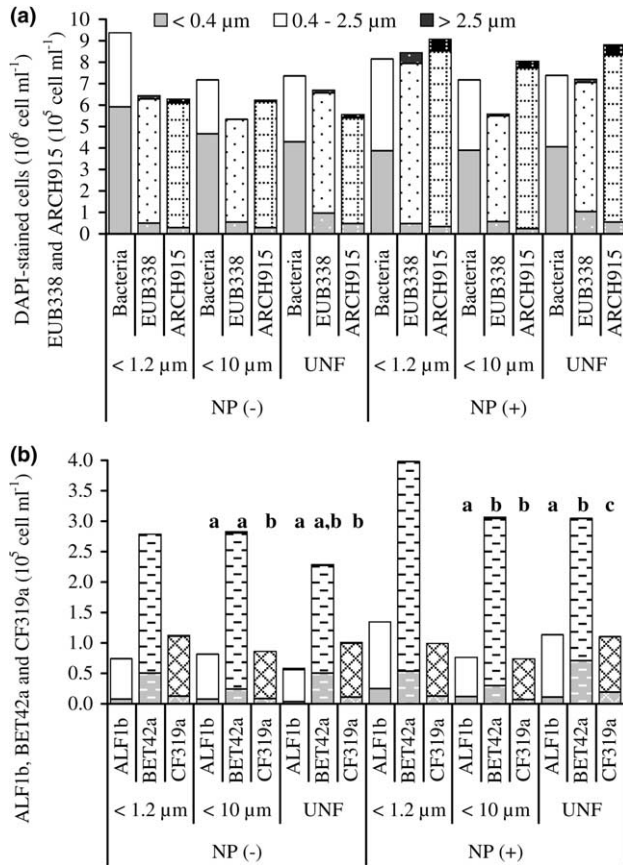 (a)
< 0.4 µm 0.4 - 2.5 µm > 2.5 µm
DAPI-stained cells (10⁶ cell ml⁻¹)
EUB338 and ARCH915 (10⁵ cell ml⁻¹)
10
9
8
7
6
5
4
3
2
1
0
Bacteria EUB338 ARCH915 Bacteria EUB338 ARCH915 Bacteria EUB338 ARCH915 Bacteria EUB338 ARCH915 Bacteria EUB338 ARCH915 Bacteria EUB338 ARCH915
< 1.2 µm < 10 µm UNF < 1.2 µm < 10 µm UNF
NP (-) NP (+)
(b)
ALF1b, BET42a and CF319a (10⁵ cell ml⁻¹)
4.0
3.5
3.0
2.5
2.0
1.5
1.0
0.5
0.0
a a b a a,b b a b b a b c
ALF1b BET42a CF319a ALF1b BET42a CF319a ALF1b BET42a CF319a ALF1b BET42a CF319a ALF1b BET42a CF319a ALF1b BET42a CF319a
< 1.2 µm < 10 µm UNF < 1.2 µm < 10 µm UNF
NP (-) NP (+)